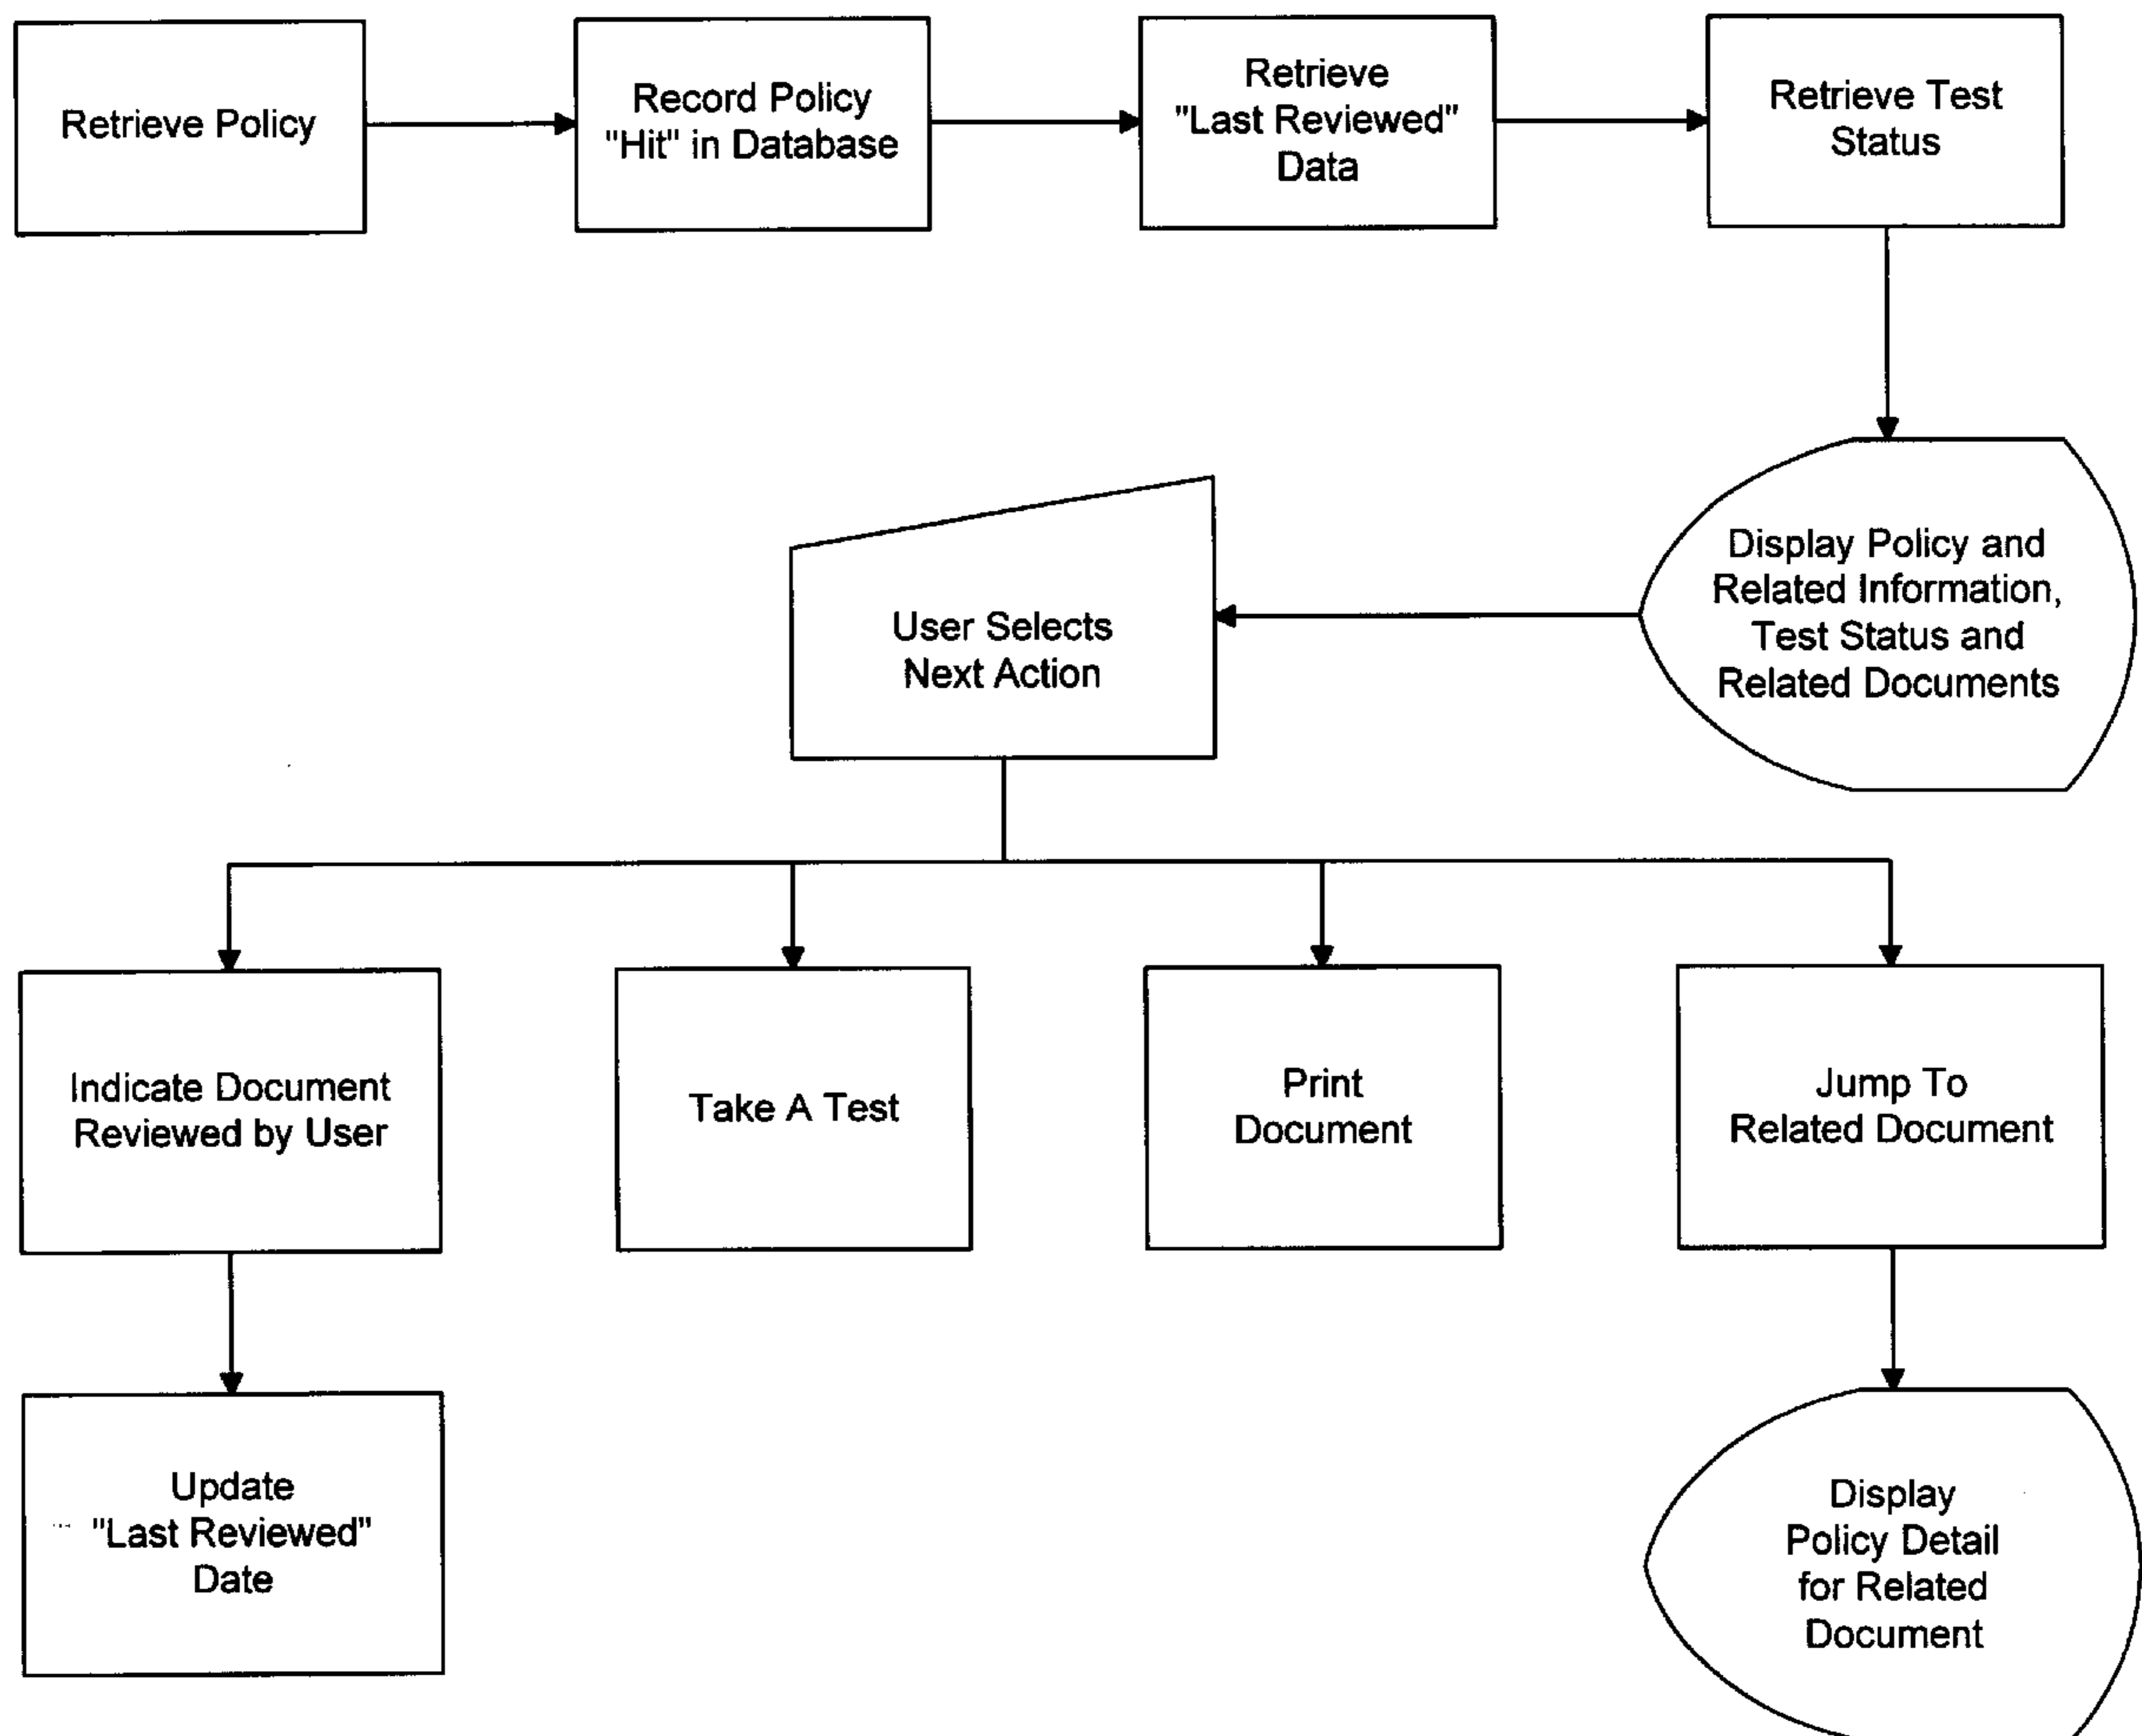 Retrieve Policy
Record Policy
"Hit" in Database
Retrieve
"Last Reviewed"
Data
Retrieve Test
Status
Display Policy and
Related Information,
Test Status and
Related Documents
User Selects
Next Action
Indicate Document
Reviewed by User
Take A Test
Print
Document
Jump To
Related Document
Update
"Last Reviewed"
Date
Display
Policy Detail
for Related
Document